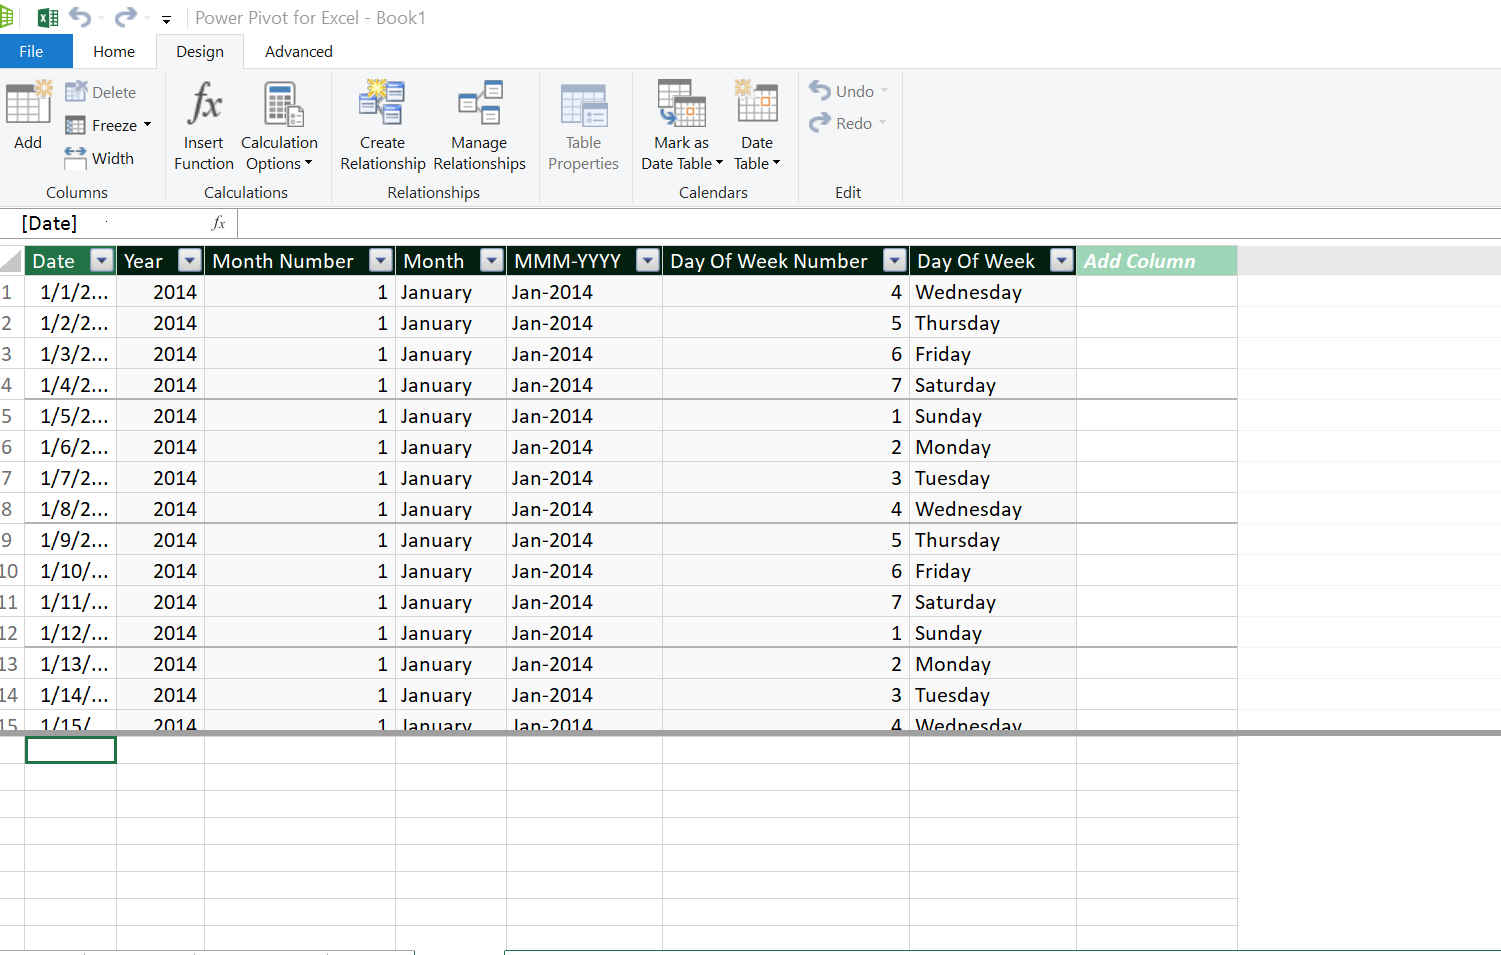 Power Pivot for Excel - Book1
File Home Design Advanced
Add
Delete
Freeze
Width
Columns
Insert Function
Calculation Options
Calculations
Create Relationship
Manage Relationships
Relationships
Table Properties
Mark as Date Table
Date Table
Calendars
Undo
Redo
Edit
[Date] fx
Date Year Month Number Month MMM-YYYY Day Of Week Number Day Of Week Add Column
1 1/1/2... 2014 1 January Jan-2014 4 Wednesday
2 1/2/2... 2014 1 January Jan-2014 5 Thursday
3 1/3/2... 2014 1 January Jan-2014 6 Friday
4 1/4/2... 2014 1 January Jan-2014 7 Saturday
5 1/5/2... 2014 1 January Jan-2014 1 Sunday
6 1/6/2... 2014 1 January Jan-2014 2 Monday
7 1/7/2... 2014 1 January Jan-2014 3 Tuesday
8 1/8/2... 2014 1 January Jan-2014 4 Wednesday
9 1/9/2... 2014 1 January Jan-2014 5 Thursday
10 1/10/... 2014 1 January Jan-2014 6 Friday
11 1/11/... 2014 1 January Jan-2014 7 Saturday
12 1/12/... 2014 1 January Jan-2014 1 Sunday
13 1/13/... 2014 1 January Jan-2014 2 Monday
14 1/14/... 2014 1 January Jan-2014 3 Tuesday
15 1/15/ 2014 1 January Jan-2014 4 Wednesday